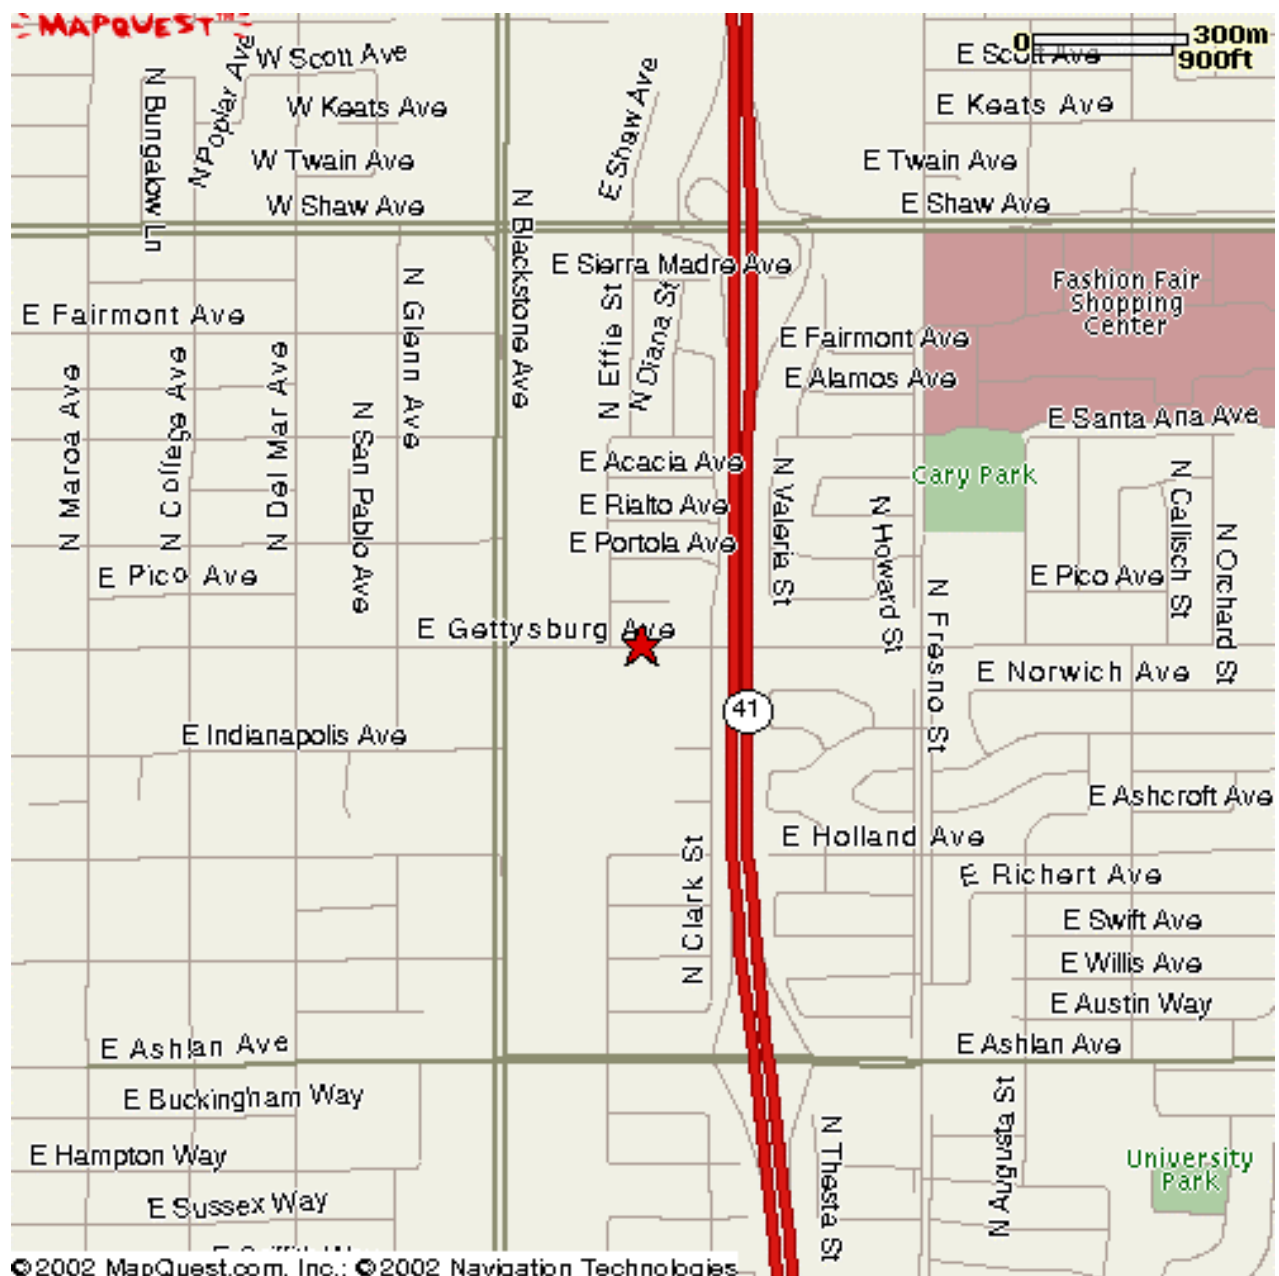 MAPQUEST™
0 300m
900ft
W Scott Ave
E Scott Ave
N Bungalow Ln
N Poplar Ave
W Keats Ave
E Shaw Ave
E Keats Ave
W Twain Ave
E Twain Ave
W Shaw Ave
E Shaw Ave
N Blackstone Ave
E Sierra Madre Ave
Fashion Fair
Shopping
Center
N Glenn Ave
E Fairmont Ave
N Effie St
N Diana St
E Fairmont Ave
E Alamos Ave
N Maroa Ave
N College Ave
N Del Mar Ave
N San Pablo Ave
E Santa Ana Ave
E Acacia Ave
N Valeria St
Cary Park
N Callisch St
E Rialto Ave
N Howard St
E Portola Ave
N Orchard St
E Pico Ave
E Pico Ave
N Fresno St
E Gettysburg Ave
E Norwich Ave
41
E Indianapolis Ave
E Ashcroft Ave
N Clark St
E Holland Ave
E Richert Ave
E Swift Ave
E Willis Ave
E Austin Way
E Ashlan Ave
E Ashlan Ave
E Buckingham Way
N Augusta St
N Thesta St
E Hampton Way
University
Park
E Sussex Way
©2002 MapQuest.com, Inc.; ©2002 Navigation Technologies